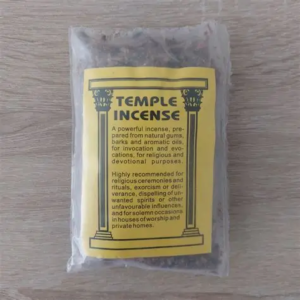 TEMPLE
INCENSE
A powerful incense, pre-
pared from natural gums,
barks and aromatic oils,
for invocation and evo-
cations, for religious and
devotional purposes.
Highly recommended for
religious ceremonies and
rituals, exorcism or deli-
verance, dispelling of un-
wanted spirits or other
unfavourable influences,
and for solemn occasions
in houses of worship and
private homes.